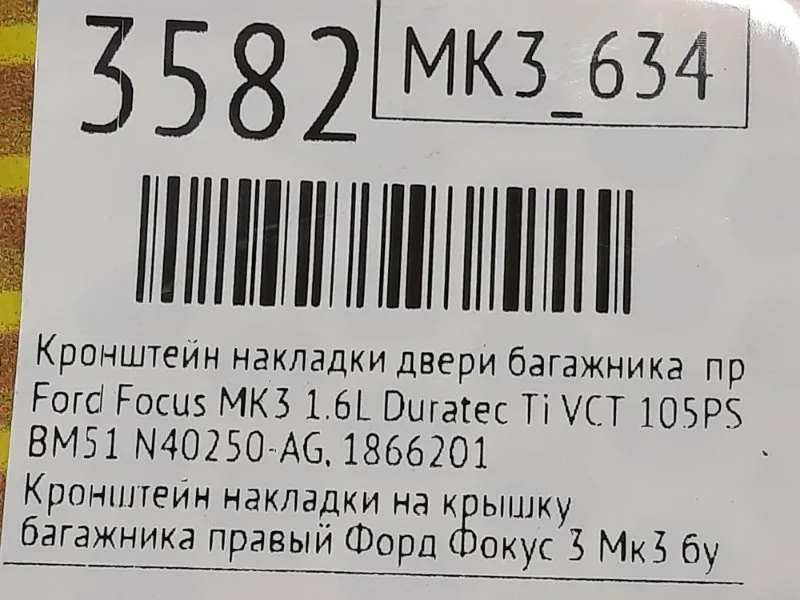 3582 MK3_634
Кронштейн накладки двери багажника пр
Ford Focus MK3 1.6L Duratec Ti VCT 105PS
BM51 N40250-AG, 1866201
Кронштейн накладки на крышку
багажника правый Форд Фокус 3 Мк3 бу